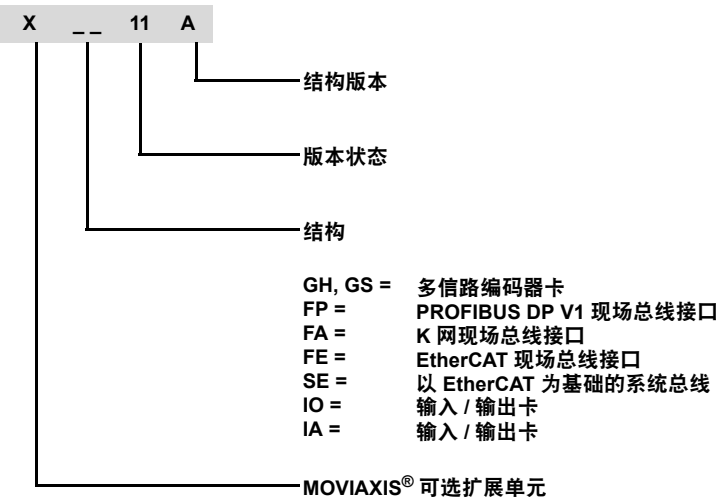 X _ _ 11 A
结构版本
版本状态
结构
GH, GS = 多信路编码器卡
FP = PROFIBUS DP V1 现场总线接口
FA = K 网现场总线接口
FE = EtherCAT 现场总线接口
SE = 以 EtherCAT 为基础的系统总线
IO = 输入 / 输出卡
IA = 输入 / 输出卡
MOVIAXIS® 可选扩展单元